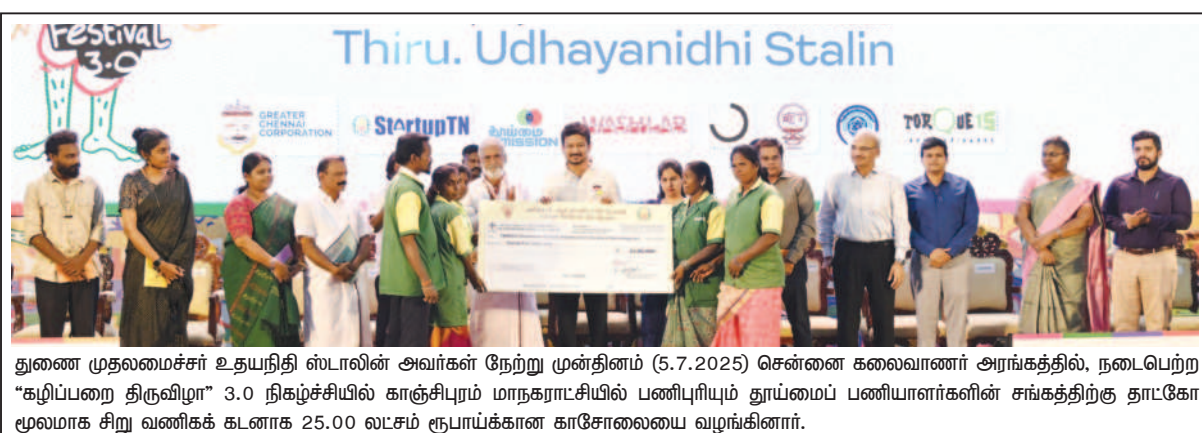 Festival
3.0
Thiru. Udhayanidhi Stalin
GREATER
CHENNAI
CORPORATION
StartupTN
தூய்மை
MISSION
WASHLAB
TORQUE15
துணை முதலமைச்சர் உதயநிதி ஸ்டாலின் அவர்கள் நேற்று முன்தினம் (5.7.2025) சென்னை கலைவாணர் அரங்கத்தில், நடைபெற்ற
“கழிப்பறை திருவிழா” 3.0 நிகழ்ச்சியில் காஞ்சிபுரம் மாநகராட்சியில் பணிபுரியும் தூய்மைப் பணியாளர்களின் சங்கத்திற்கு தாட்கோ
மூலமாக சிறு வணிகக் கடனாக 25.00 லட்சம் ரூபாய்க்கான காசோலையை வழங்கினார்.